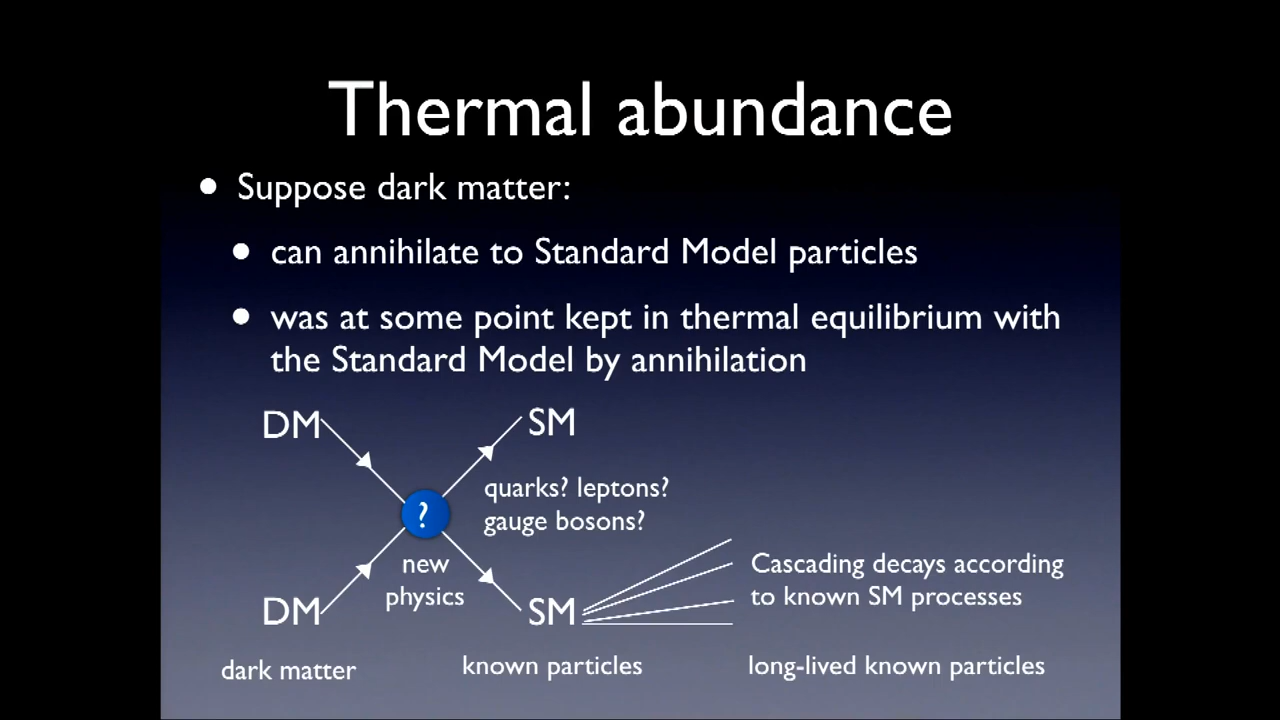 Thermal abundance
• Suppose dark matter:
• can annihilate to Standard Model particles
• was at some point kept in thermal equilibrium with
the Standard Model by annihilation
DM
SM
quarks? leptons?
gauge bosons?
?
new
physics
DM
SM
Cascading decays according
to known SM processes
dark matter
known particles
long-lived known particles